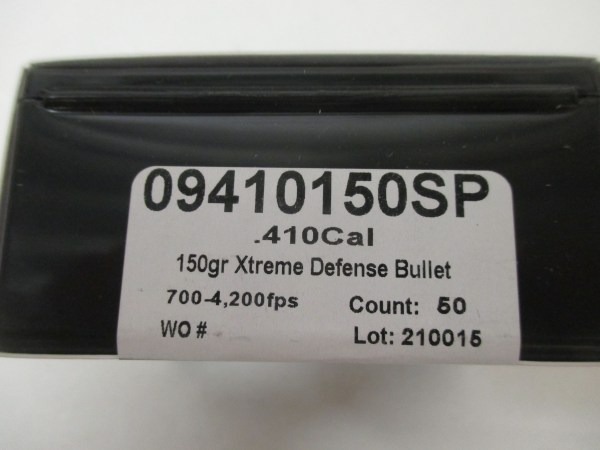 09410150SP
.410Cal
150gr Xtreme Defense Bullet
700-4,200fps Count: 50
WO # Lot: 210015